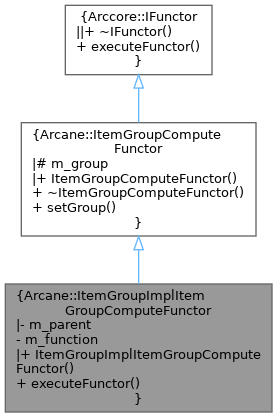 {Arccore::IFunctor
||+ ~IFunctor()
+ executeFunctor()
}
{Arcane::ItemGroupCompute
Functor
|# m_group
|+ ItemGroupComputeFunctor()
+ ~ItemGroupComputeFunctor()
+ setGroup()
}
{Arcane::ItemGroupImplItem
GroupComputeFunctor
|- m_parent
- m_function
|+ ItemGroupImplItemGroupCompute
Functor()
+ executeFunctor()
}